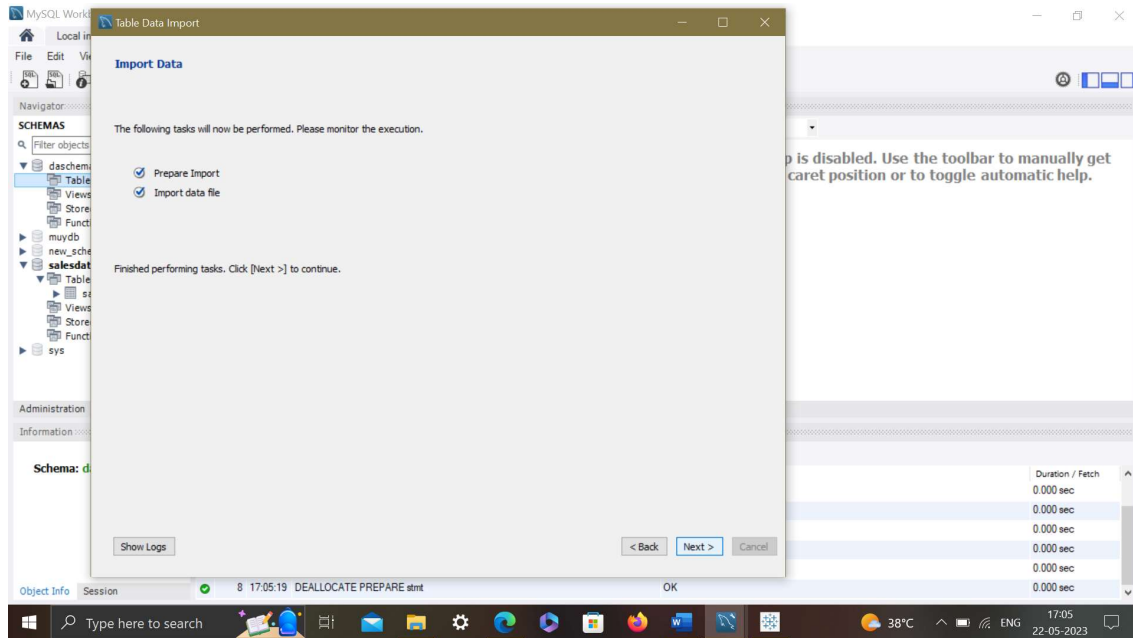 MySQL Workb
Table Data Import
Local in
File Edit Vie
Import Data
Navigator
SCHEMAS
The following tasks will now be performed. Please monitor the execution.
Filter objects
p is disabled. Use the toolbar to manually get
caret position or to toggle automatic help.
daschema
Prepare Import
Table
Import data file
Views
Store
Functi
muydb
new_sche
salesdat
Finished performing tasks. Click [Next >] to continue.
Table
sa
Views
Store
Functi
sys
Administration
Information
Schema: d
Duration / Fetch
0.000 sec
0.000 sec
0.000 sec
0.000 sec
0.000 sec
Show Logs
< Back Next > Cancel
8 17:05:19 DEALLOCATE PREPARE stmt OK 0.000 sec
Object Info Session
Type here to search
38°C ENG 17:05
22-05-2023